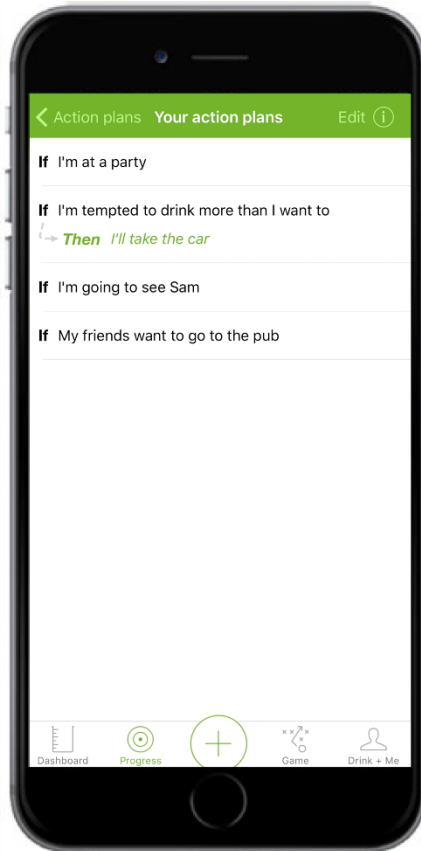 Action plans Your action plans Edit i
If I'm at a party
If I'm tempted to drink more than I want to
Then I'll take the car
If I'm going to see Sam
If My friends want to go to the pub
Dashboard Progress Game Drink + Me